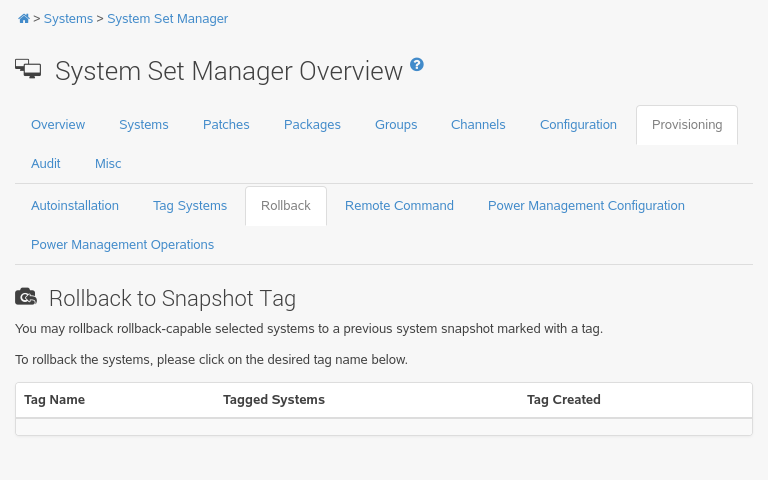 > Systems > System Set Manager
System Set Manager Overview ?
Overview Systems Patches Packages Groups Channels Configuration Provisioning
Audit Misc
Autoinstallation Tag Systems Rollback Remote Command Power Management Configuration
Power Management Operations
Rollback to Snapshot Tag
You may rollback rollback-capable selected systems to a previous system snapshot marked with a tag.
To rollback the systems, please click on the desired tag name below.
Tag Name Tagged Systems Tag Created